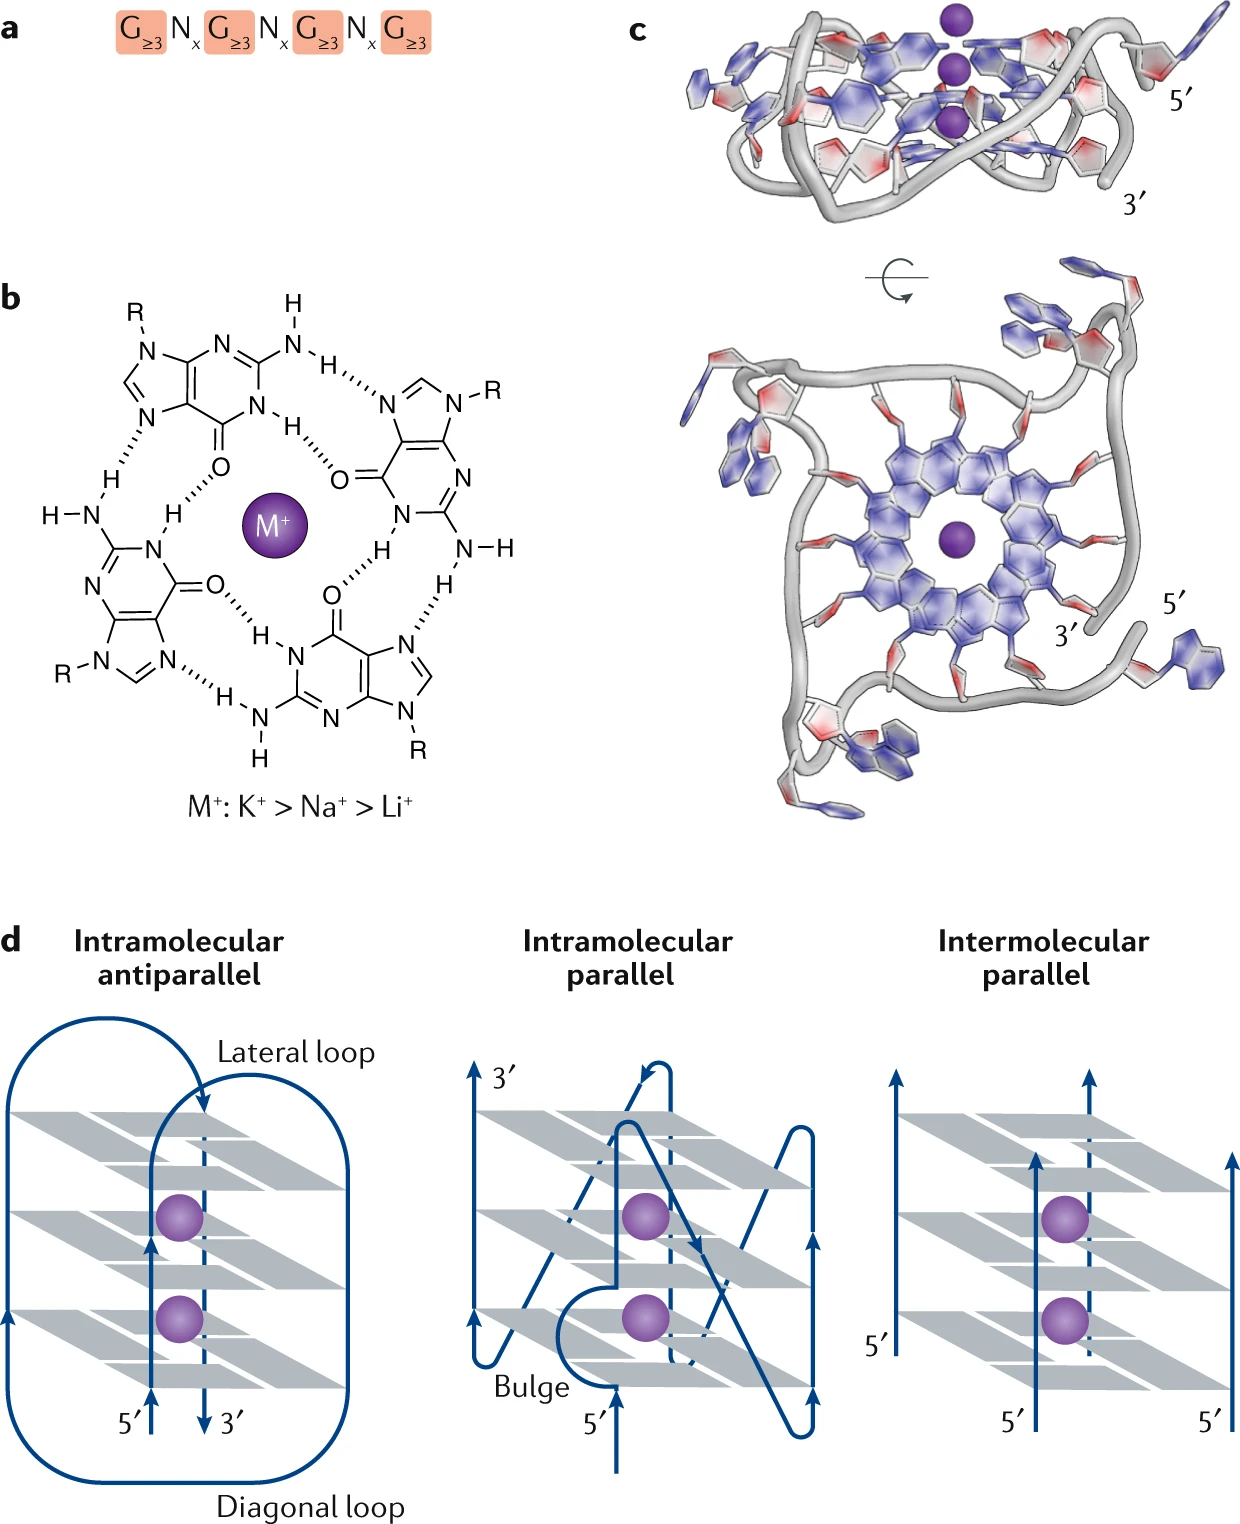 a
G≥3 Nx G≥3 Nx G≥3 Nx G≥3
c
5′
3′
b
R
H
N
N
N
H
H
N
R
N
N
N
H
O
O
N
H
H
N
H
N
H
M⁺
N
N
H
H
O
N
O
H
N
H
N
R
N
N
H
N
N
N
N
H
R
H
M⁺: K⁺ > Na⁺ > Li⁺
5′
3′
d
Intramolecular
antiparallel
Lateral loop
5′
3′
Diagonal loop
Intramolecular
parallel
3′
Bulge
5′
Intermolecular
parallel
5′
5′
5′